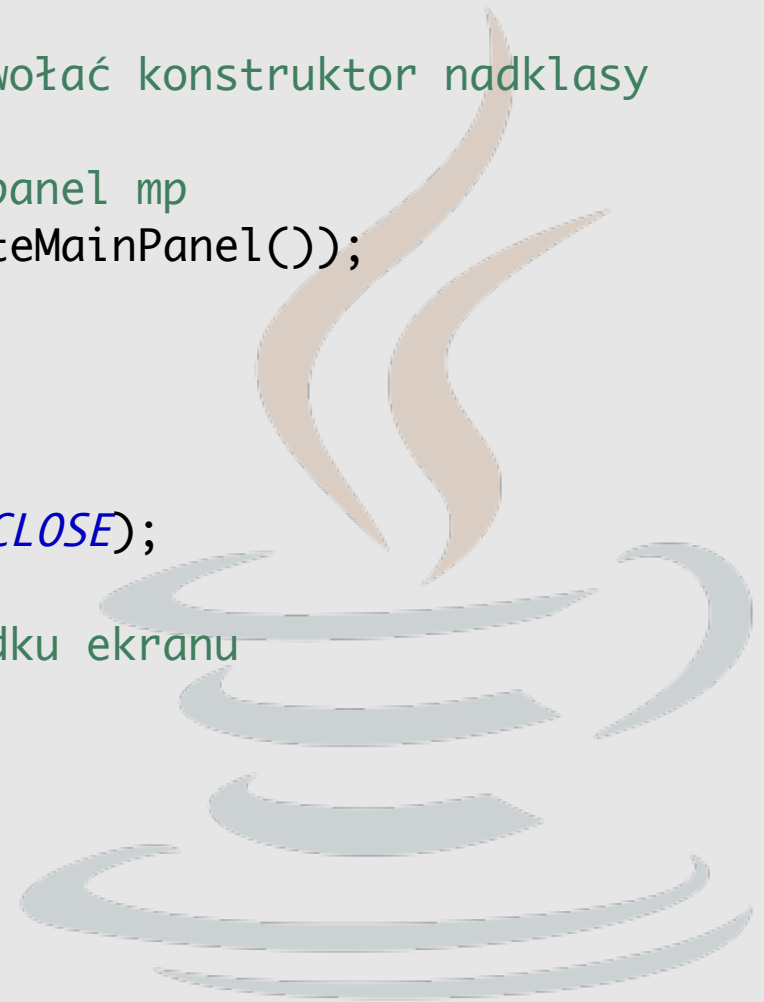 wołać konstruktor nadklasy
panel mp
teMainPanel());
CLOSE);
dku ekranu